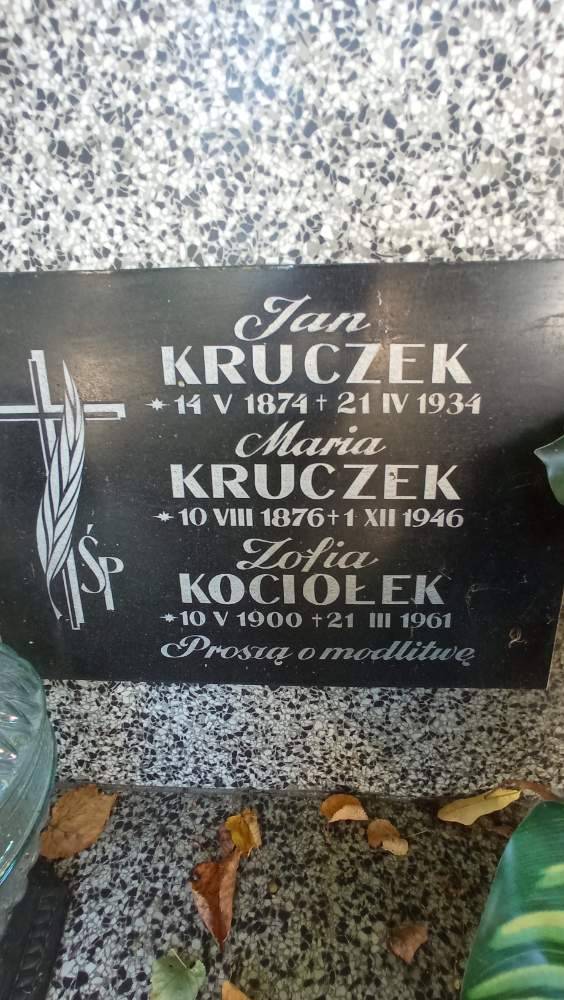 Jan
KRUCZEK
* 14 V 1874 + 21 IV 1934
Maria
KRUCZEK
* 10 VIII 1876 + 1 XII 1946
Zofia
KOCIOŁEK
* 10 V 1900 + 21 III 1961
Proszą o modlitwę
ŚP